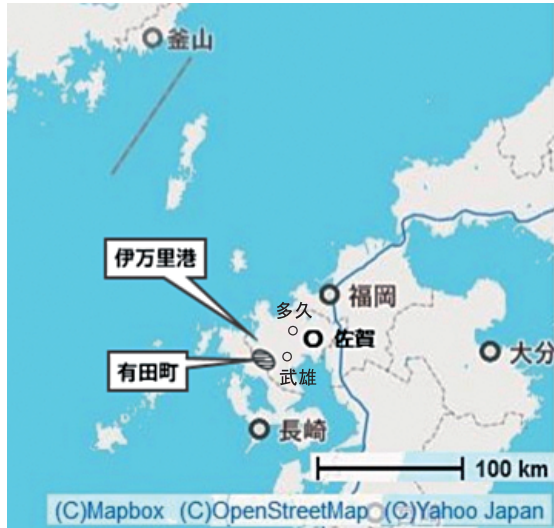 釜山
伊万里港
福岡
多久
佐賀
大分
有田町
武雄
長崎
100 km
(C)Mapbox (C)OpenStreetMap (C)Yahoo Japan